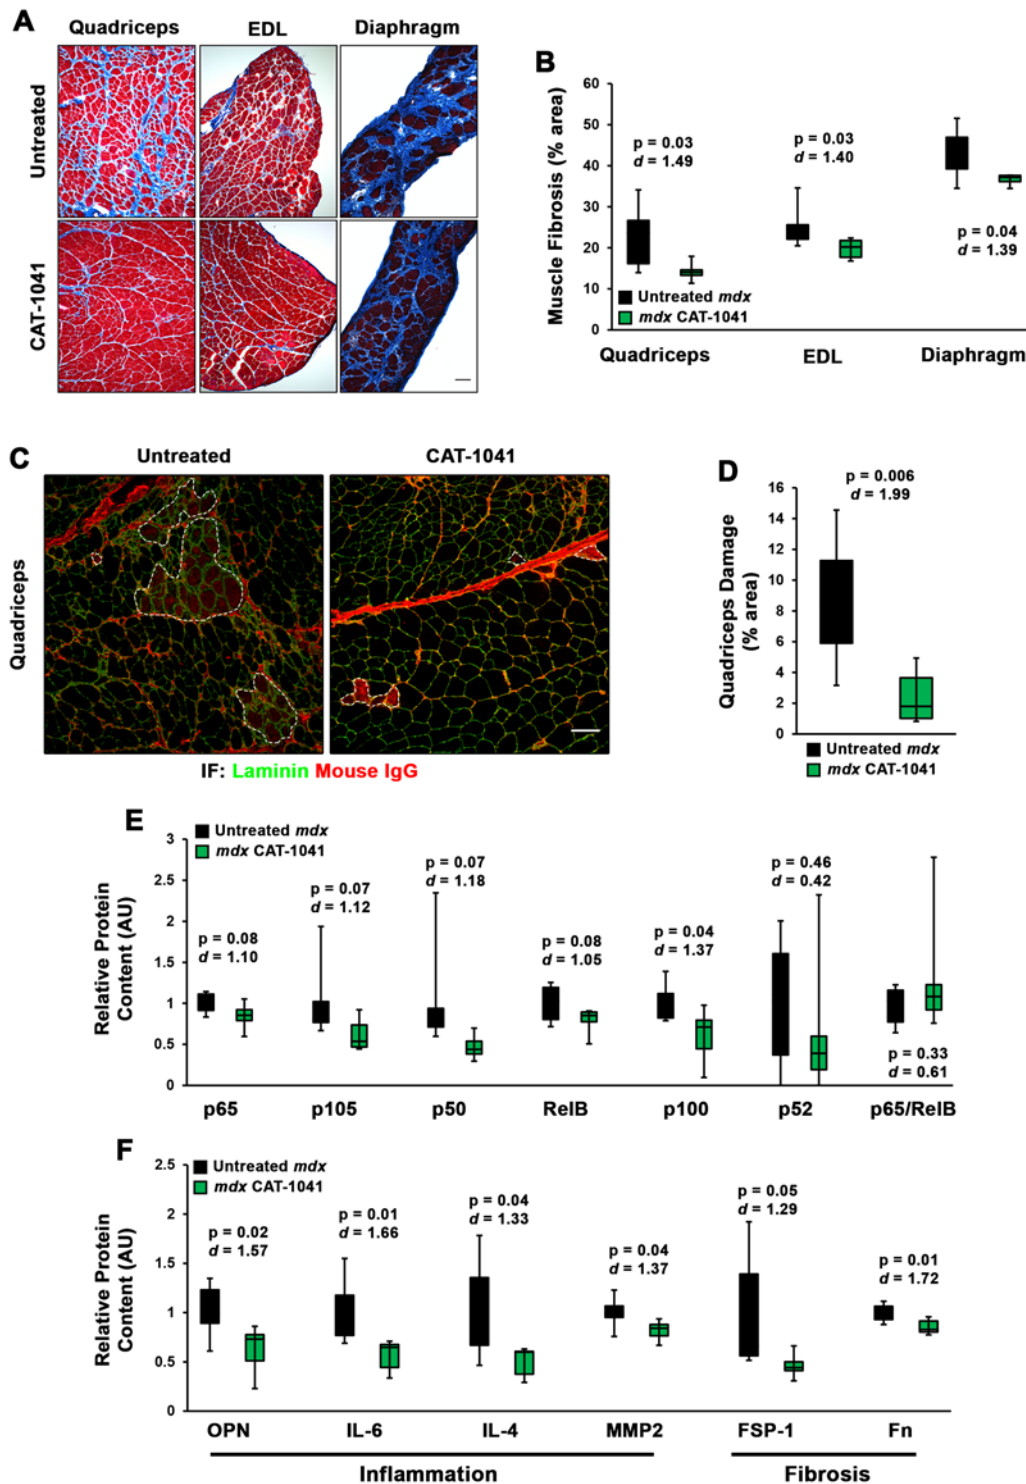 A
Quadriceps EDL Diaphragm
Untreated
CAT-1041
B
Muscle Fibrosis (% area)
60
50
40
30
20
10
0
p = 0.03
d = 1.49
p = 0.03
d = 1.40
p = 0.04
d = 1.39
Untreated mdx
mdx CAT-1041
Quadriceps EDL Diaphragm
C
Untreated CAT-1041
Quadriceps
IF: Laminin Mouse IgG
D
Quadriceps Damage
(% area)
16
14
12
10
8
6
4
2
0
p = 0.006
d = 1.99
Untreated mdx
mdx CAT-1041
E
Relative Protein
Content (AU)
3
2.5
2
1.5
1
0.5
0
Untreated mdx
mdx CAT-1041
p = 0.08
d = 1.10
p = 0.07
d = 1.12
p = 0.07
d = 1.18
p = 0.08
d = 1.05
p = 0.04
d = 1.37
p = 0.46
d = 0.42
p = 0.33
d = 0.61
p65 p105 p50 RelB p100 p52 p65/RelB
F
Relative Protein
Content (AU)
2.5
2
1.5
1
0.5
0
Untreated mdx
mdx CAT-1041
p = 0.02
d = 1.57
p = 0.01
d = 1.66
p = 0.04
d = 1.33
p = 0.04
d = 1.37
p = 0.05
d = 1.29
p = 0.01
d = 1.72
OPN IL-6 IL-4 MMP2 FSP-1 Fn
Inflammation Fibrosis